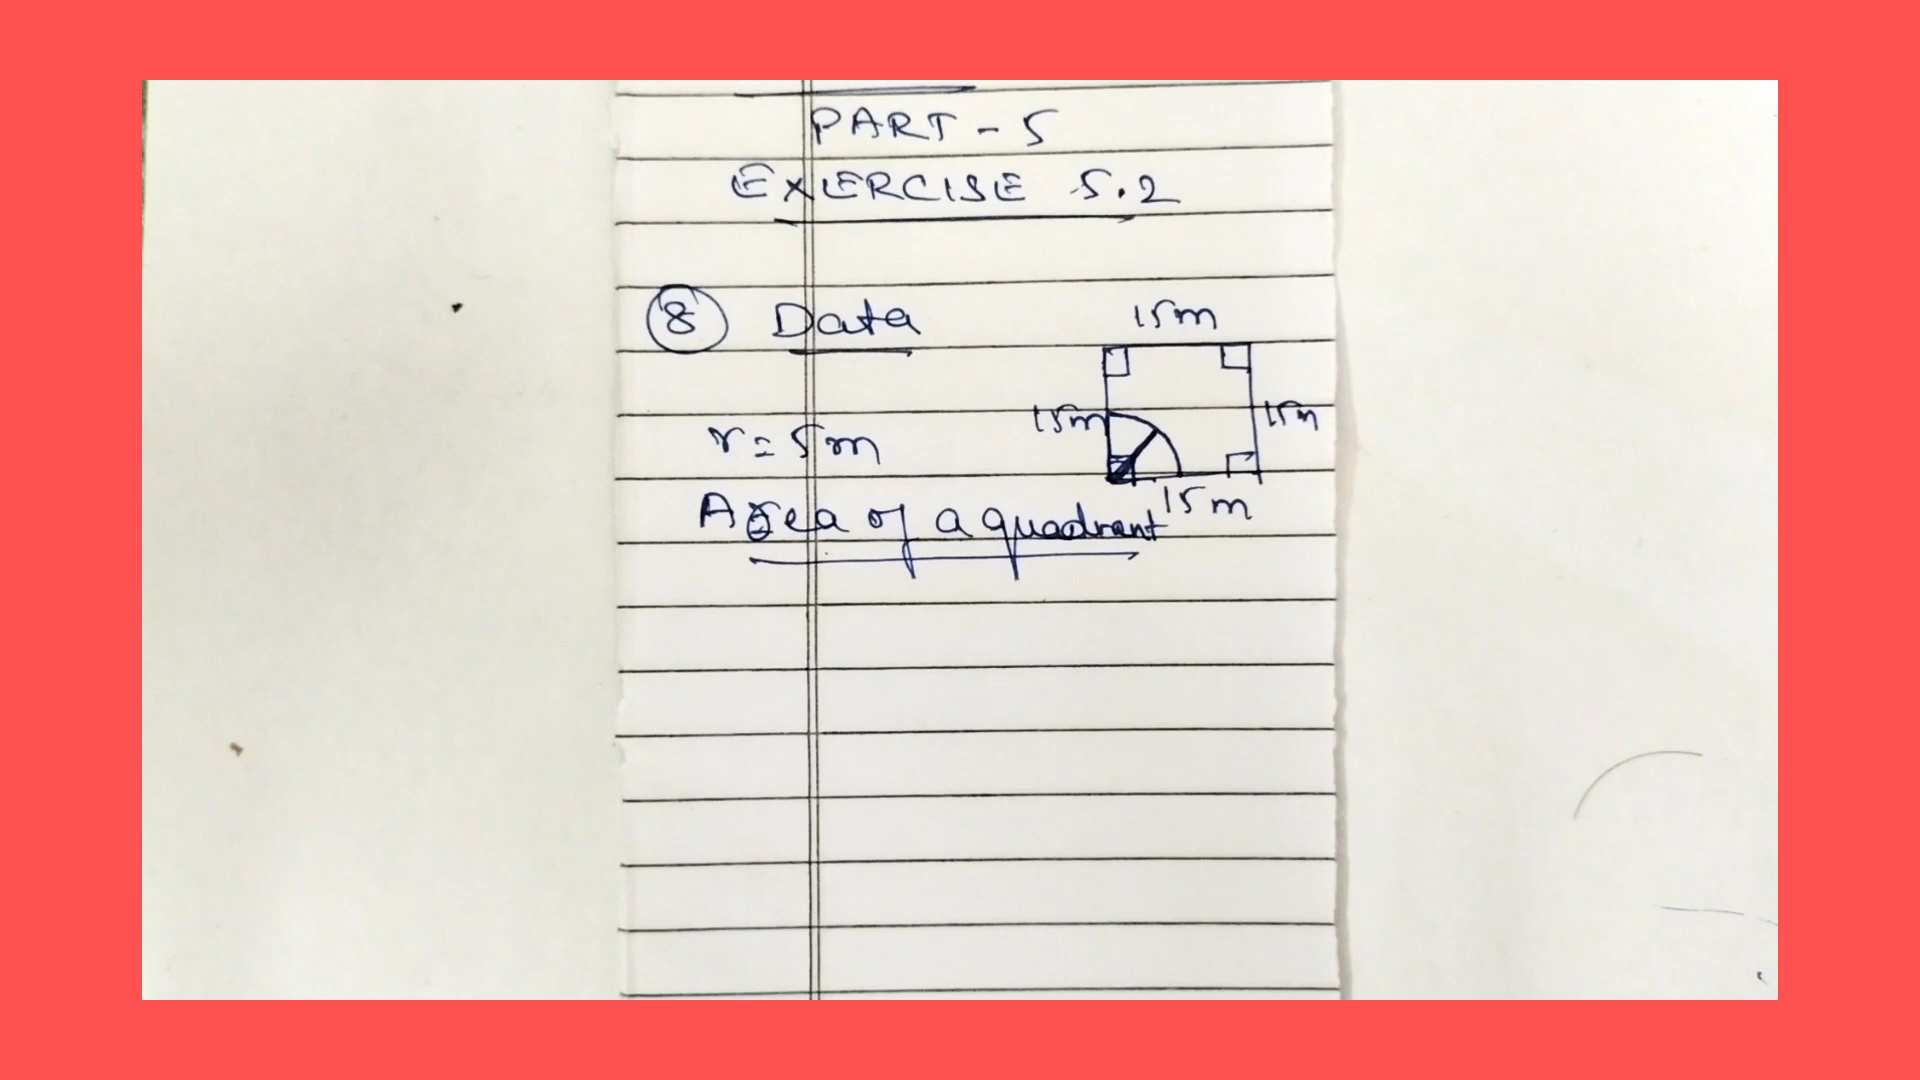 PART - 5
EXERCISE 5.2
8 Data
15m
15m
15m
r = 5m
15m
Area of a quadrant